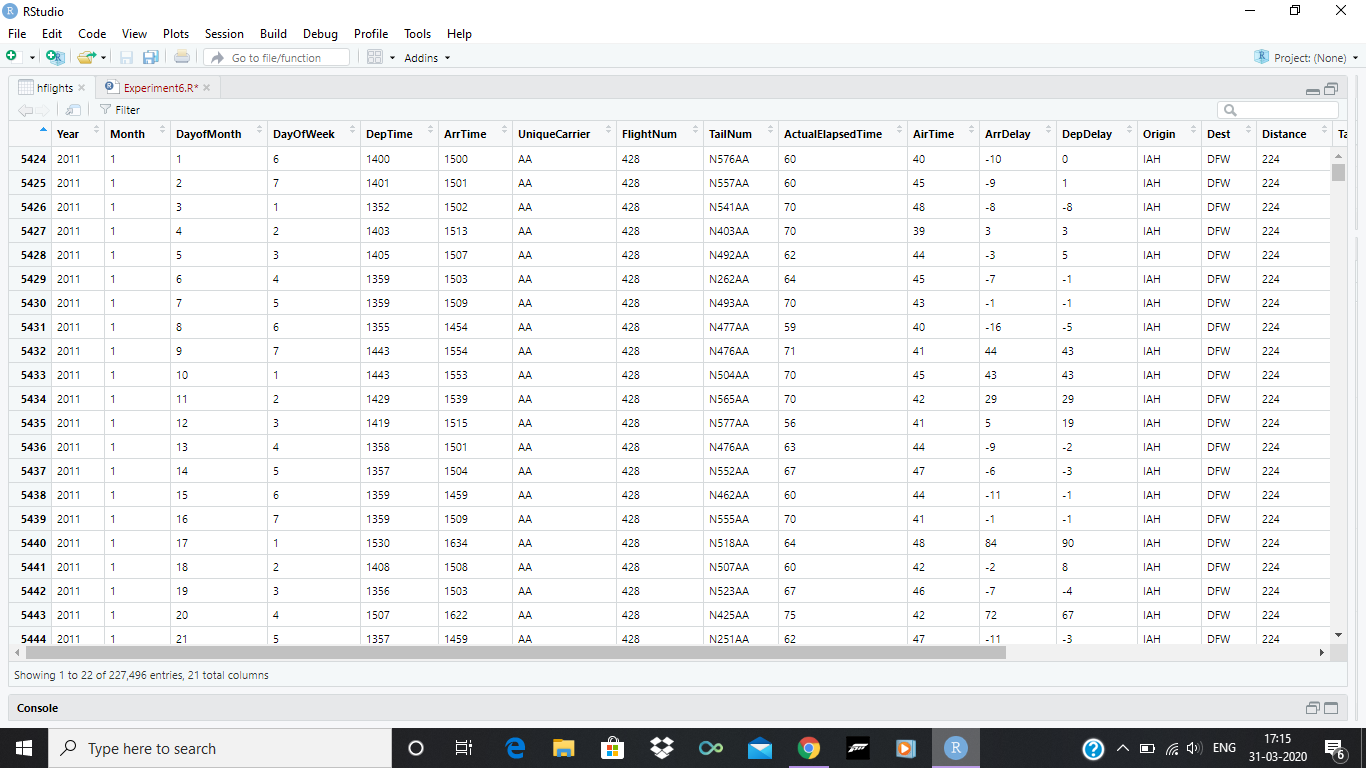 RStudio
File Edit Code View Plots Session Build Debug Profile Tools Help
Go to file/function Addins Project: (None)
hflights Experiment6.R*
Filter
Year Month DayofMonth DayOfWeek DepTime ArrTime UniqueCarrier FlightNum TailNum ActualElapsedTime AirTime ArrDelay DepDelay Origin Dest Distance Ta
5424 2011 1 1 6 1400 1500 AA 428 N576AA 60 40 -10 0 IAH DFW 224
5425 2011 1 2 7 1401 1501 AA 428 N557AA 60 45 -9 1 IAH DFW 224
5426 2011 1 3 1 1352 1502 AA 428 N541AA 70 48 -8 -8 IAH DFW 224
5427 2011 1 4 2 1403 1513 AA 428 N403AA 70 39 3 3 IAH DFW 224
5428 2011 1 5 3 1405 1507 AA 428 N492AA 62 44 -3 5 IAH DFW 224
5429 2011 1 6 4 1359 1503 AA 428 N262AA 64 45 -7 -1 IAH DFW 224
5430 2011 1 7 5 1359 1509 AA 428 N493AA 70 43 -1 -1 IAH DFW 224
5431 2011 1 8 6 1355 1454 AA 428 N477AA 59 40 -16 -5 IAH DFW 224
5432 2011 1 9 7 1443 1554 AA 428 N476AA 71 41 44 43 IAH DFW 224
5433 2011 1 10 1 1443 1553 AA 428 N504AA 70 45 43 43 IAH DFW 224
5434 2011 1 11 2 1429 1539 AA 428 N565AA 70 42 29 29 IAH DFW 224
5435 2011 1 12 3 1419 1515 AA 428 N577AA 56 41 5 19 IAH DFW 224
5436 2011 1 13 4 1358 1501 AA 428 N476AA 63 44 -9 -2 IAH DFW 224
5437 2011 1 14 5 1357 1504 AA 428 N552AA 67 47 -6 -3 IAH DFW 224
5438 2011 1 15 6 1359 1459 AA 428 N462AA 60 44 -11 -1 IAH DFW 224
5439 2011 1 16 7 1359 1509 AA 428 N555AA 70 41 -1 -1 IAH DFW 224
5440 2011 1 17 1 1530 1634 AA 428 N518AA 64 48 84 90 IAH DFW 224
5441 2011 1 18 2 1408 1508 AA 428 N507AA 60 42 -2 8 IAH DFW 224
5442 2011 1 19 3 1356 1503 AA 428 N523AA 67 46 -7 -4 IAH DFW 224
5443 2011 1 20 4 1507 1622 AA 428 N425AA 75 42 72 67 IAH DFW 224
5444 2011 1 21 5 1357 1459 AA 428 N251AA 62 47 -11 -3 IAH DFW 224
Showing 1 to 22 of 227,496 entries, 21 total columns
Console
Type here to search
ENG
17:15
31-03-2020
6